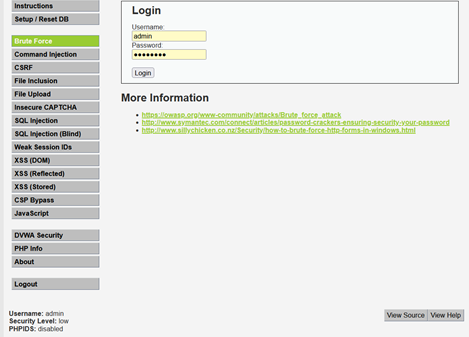 Instructions
Setup / Reset DB
Brute Force
Command Injection
CSRF
File Inclusion
File Upload
Insecure CAPTCHA
SQL Injection
SQL Injection (Blind)
Weak Session IDs
XSS (DOM)
XSS (Reflected)
XSS (Stored)
CSP Bypass
JavaScript
DVWA Security
PHP Info
About
Logout
Login
Username:
admin
Password:
••••••••
Login
More Information
• https://owasp.org/www-community/attacks/Brute_force_attack
• http://www.symantec.com/connect/articles/password-crackers-ensuring-security-your-password
• http://www.sillychicken.co.nz/Security/how-to-brute-force-http-forms-in-windows.html
Username: admin
Security Level: low
PHPIDS: disabled
View Source View Help